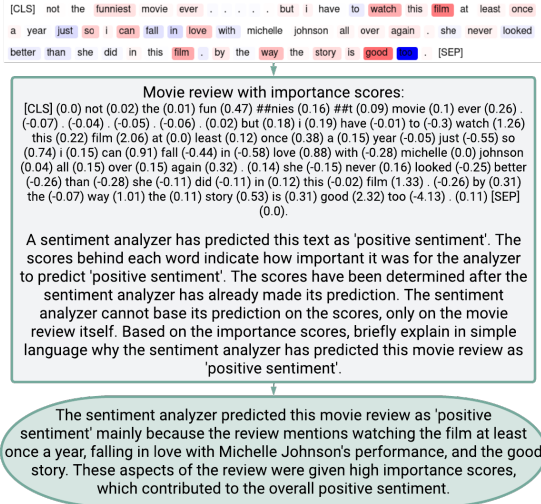 [CLS] not the funniest movie ever . . . . . but i have to watch this film at least once
a year just so i can fall in love with michelle johnson all over again . she never looked
better than she did in this film . by the way the story is good too . [SEP]
Movie review with importance scores:
[CLS] (0.0) not (0.02) the (0.01) fun (0.47) ##nies (0.16) ##t (0.09) movie (0.1) ever (0.26) .
(-0.07) . (-0.04) . (-0.05) . (-0.06) . (0.02) but (0.18) i (0.19) have (-0.01) to (-0.3) watch (1.26)
this (0.22) film (2.06) at (0.0) least (0.12) once (0.38) a (0.15) year (-0.05) just (-0.55) so
(0.74) i (0.15) can (0.91) fall (-0.44) in (-0.58) love (0.88) with (-0.28) michelle (0.0) johnson
(0.04) all (0.15) over (0.15) again (0.32) . (0.14) she (-0.15) never (0.16) looked (-0.25) better
(-0.26) than (-0.28) she (-0.11) did (-0.11) in (0.12) this (-0.02) film (1.33) . (-0.26) by (0.31)
the (-0.07) way (1.01) the (0.11) story (0.53) is (0.31) good (2.32) too (-4.13) . (0.11) [SEP]
(0.0).
A sentiment analyzer has predicted this text as 'positive sentiment'. The
scores behind each word indicate how important it was for the analyzer
to predict 'positive sentiment'. The scores have been determined after the
sentiment analyzer has already made its prediction. The sentiment
analyzer cannot base its prediction on the scores, only on the movie
review itself. Based on the importance scores, briefly explain in simple
language why the sentiment analyzer has predicted this movie review as
'positive sentiment'.
The sentiment analyzer predicted this movie review as 'positive
sentiment' mainly because the review mentions watching the film at least
once a year, falling in love with Michelle Johnson's performance, and the good
story. These aspects of the review were given high importance scores,
which contributed to the overall positive sentiment.